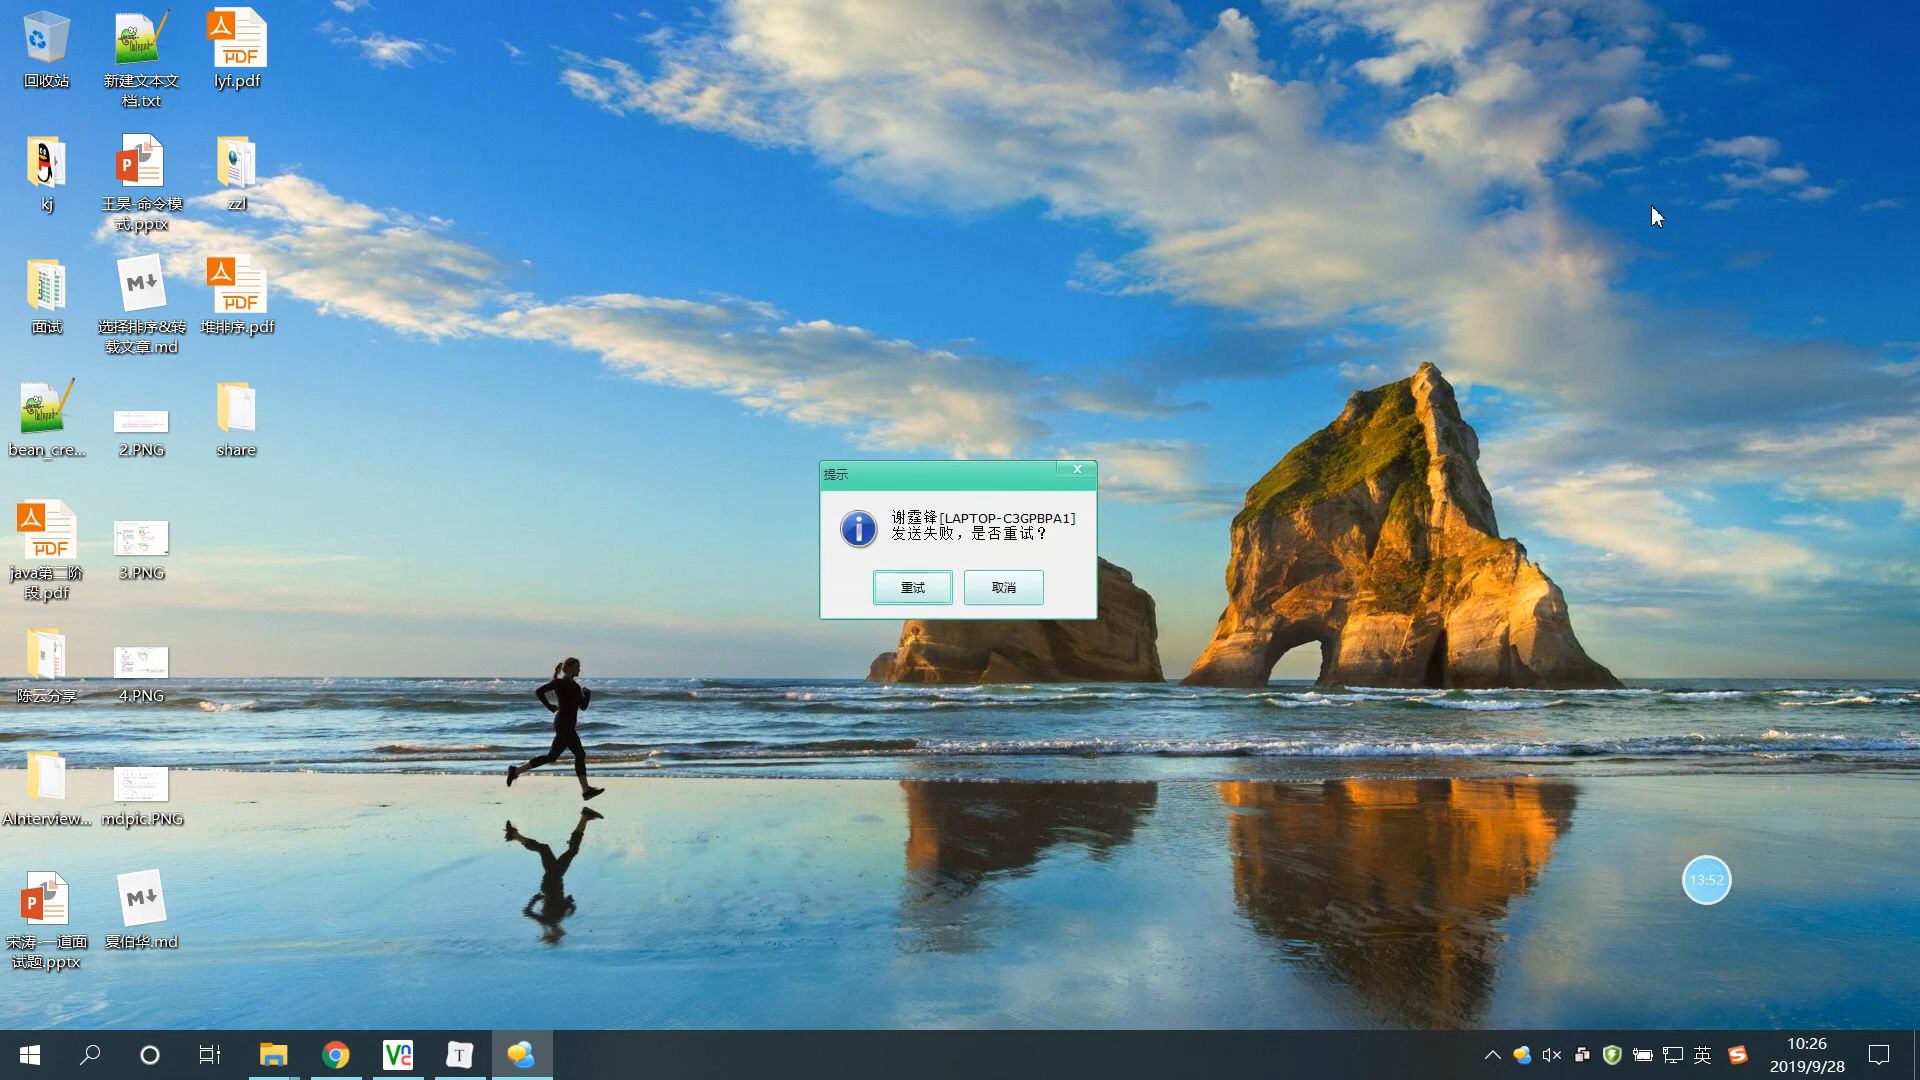 回收站
新建文本文
档.txt
lyf.pdf
kj
王昊-命令模
式.pptx
zzl
面试
选择排序&转
载文章.md
堆排序.pdf
bean_cre...
2.PNG
share
java第二阶
段.pdf
3.PNG
陈云分享
4.PNG
AInterview...
mdpic.PNG
宋涛-一道面
试题.pptx
夏伯华.md
提示
谢霆锋[LAPTOP-C3GPBPA1]
发送失败，是否重试？
重试
取消
13:52
英
10:26
2019/9/28